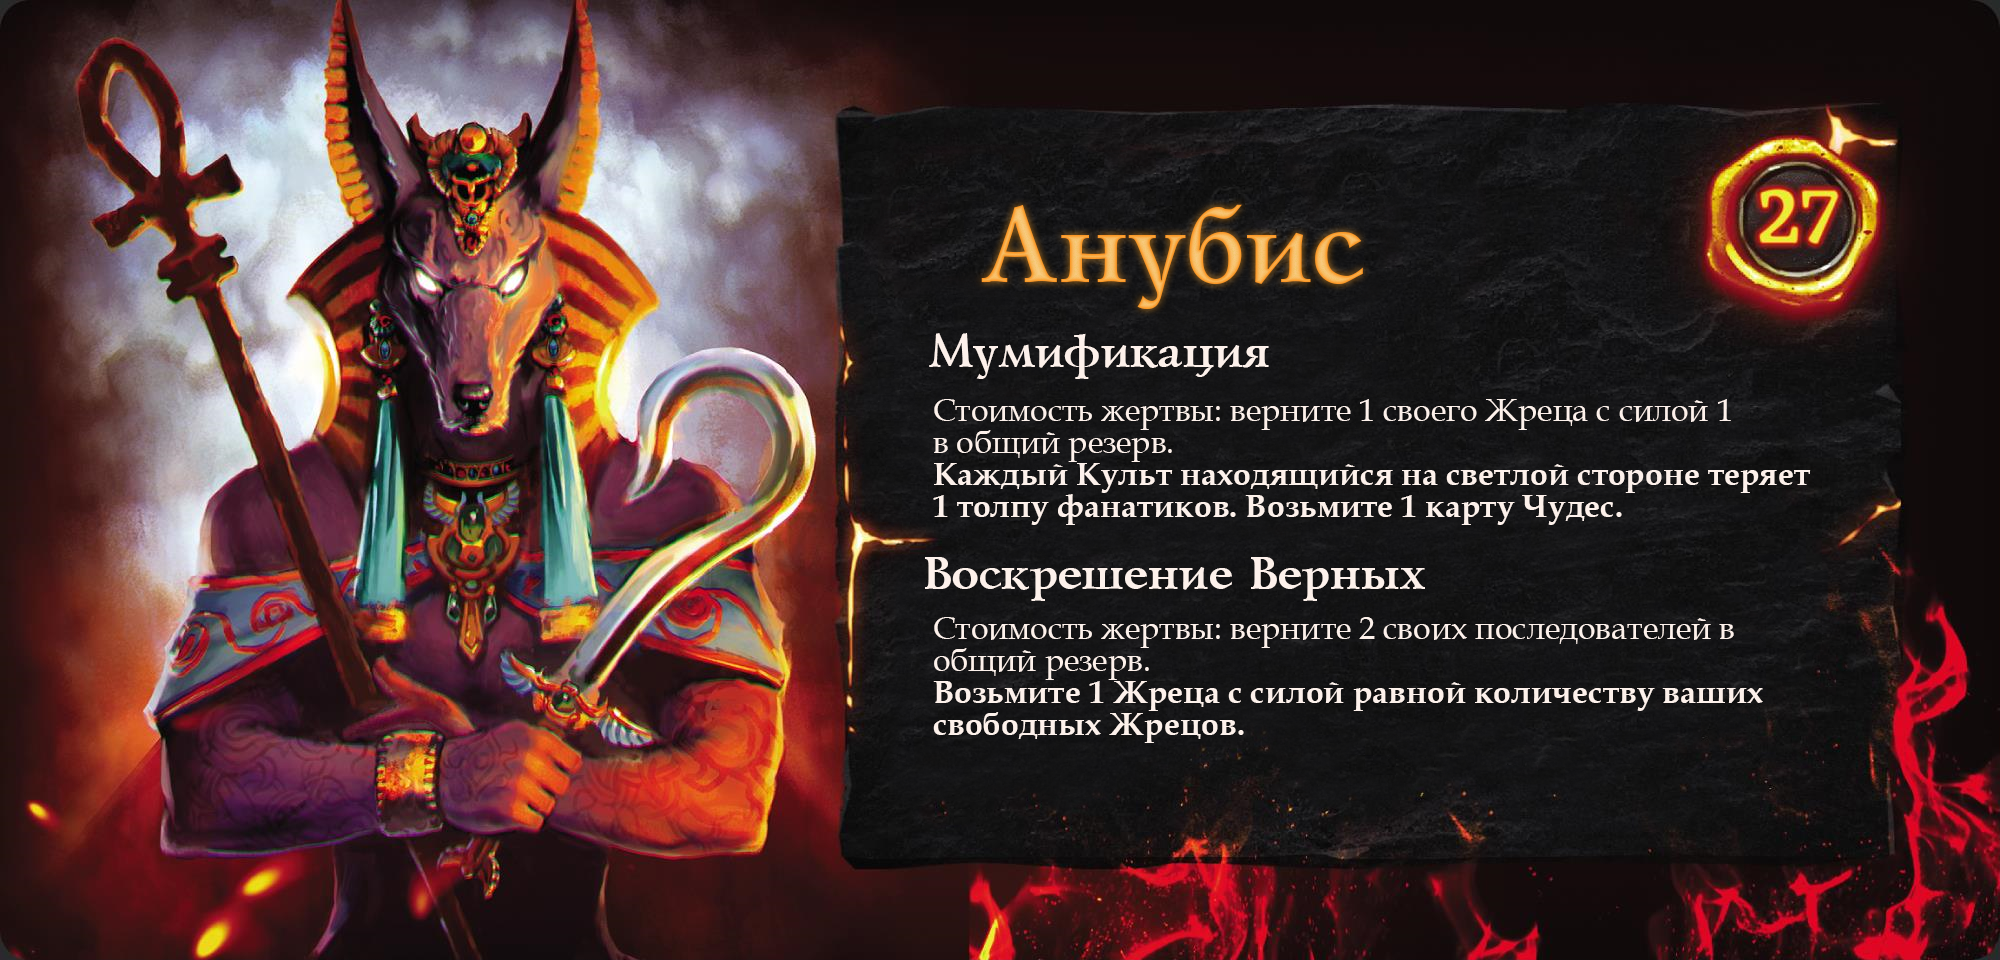 27
Анубис
Мумификация
Стоимость жертвы: верните 1 своего Жреца с силой 1
в общий резерв.
Каждый Культ находящийся на светлой стороне теряет
1 толпу фанатиков. Возьмите 1 карту Чудес.
Воскрешение Верных
Стоимость жертвы: верните 2 своих последователей в
общий резерв.
Возьмите 1 Жреца с силой равной количеству ваших
свободных Жрецов.